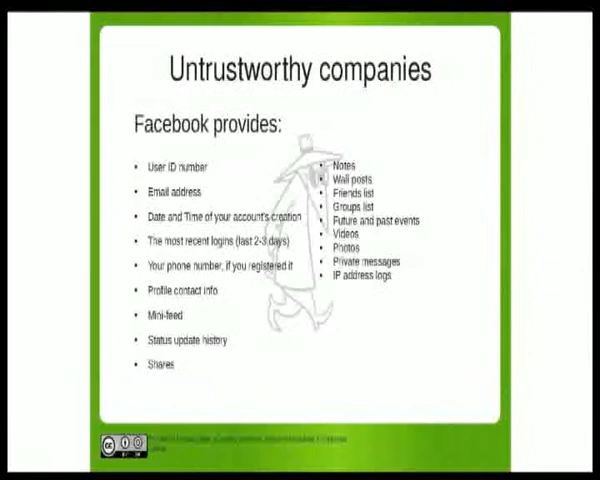 Untrustworthy companies
Facebook provides:
• User ID number
• Email address
• Date and Time of your account's creation
• The most recent logins (last 2-3 days)
• Your phone number, if you registered it
• Profile contact info
• Mini-feed
• Status update history
• Shares
• Notes
• Wall posts
• Friends list
• Groups list
• Future and past events
• Videos
• Photos
• Private messages
• IP address logs
cc